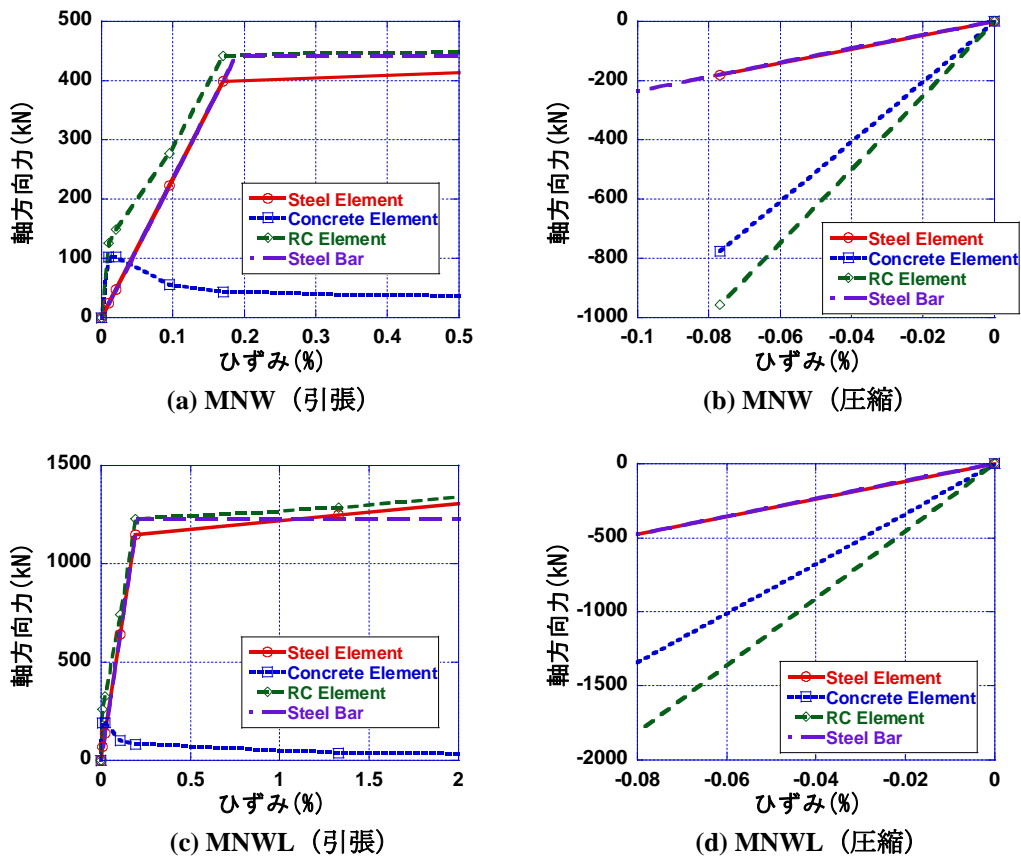 500
400
300
200
100
0
0 0.1 0.2 0.3 0.4 0.5
軸方向力(kN)
ひずみ(%)
Steel Element
Concrete Element
RC Element
Steel Bar
(a) MNW（引張）
0
-200
-400
-600
-800
-1000
-0.1 -0.08 -0.06 -0.04 -0.02 0
軸方向力(kN)
ひずみ(%)
Steel Element
Concrete Element
RC Element
Steel Bar
(b) MNW（圧縮）
1500
1000
500
0
0 0.5 1 1.5 2
軸方向力(kN)
ひずみ(%)
Steel Element
Concrete Element
RC Element
Steel Bar
(c) MNWL（引張）
0
-500
-1000
-1500
-2000
-0.08 -0.06 -0.04 -0.02 0
軸方向力(kN)
ひずみ(%)
Steel Element
Concrete Element
RC Element
Steel Bar
(d) MNWL（圧縮）